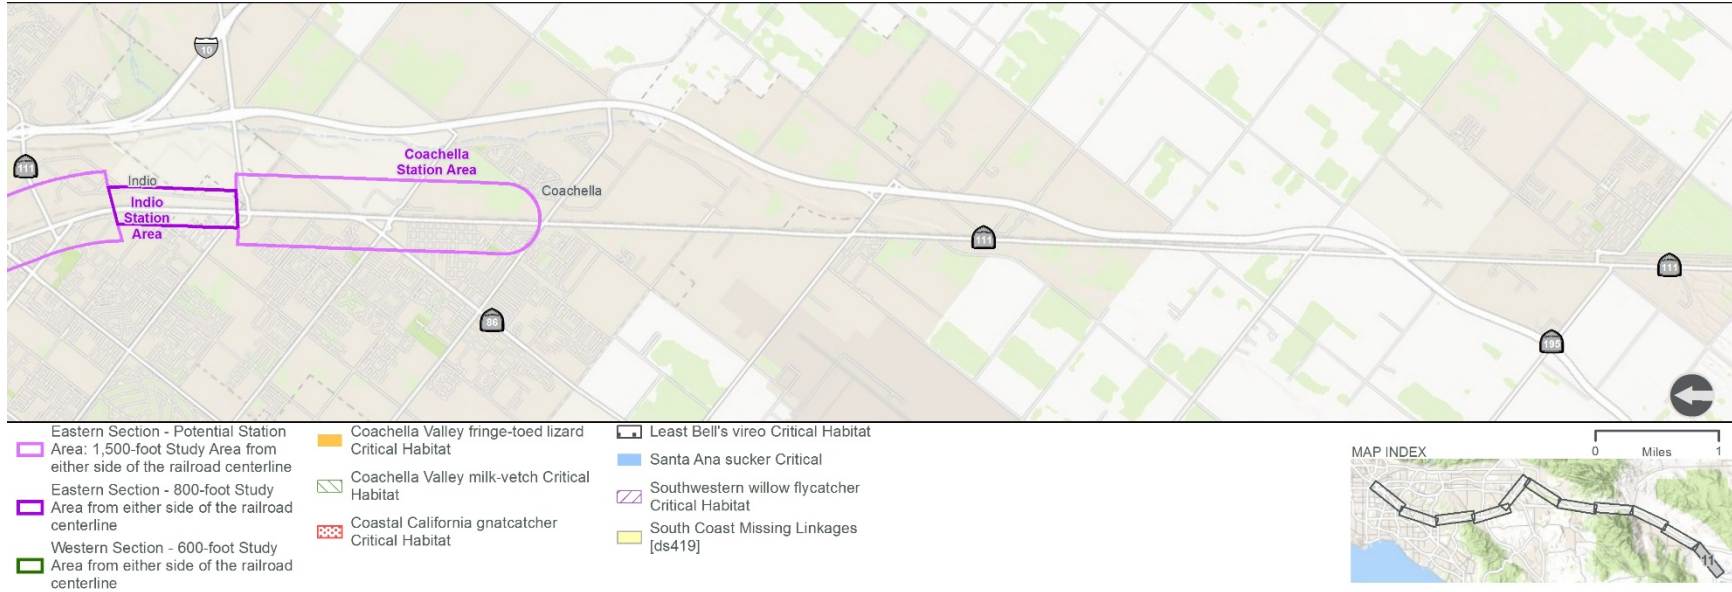 10
111
Coachella
Station Area
Indio
Coachella
Indio
Station
Area
111
111
86
195
Eastern Section - Potential Station
Area: 1,500-foot Study Area from
either side of the railroad centerline
Eastern Section - 800-foot Study
Area from either side of the railroad
centerline
Western Section - 600-foot Study
Area from either side of the railroad
centerline
Coachella Valley fringe-toed lizard
Critical Habitat
Coachella Valley milk-vetch Critical
Habitat
Coastal California gnatcatcher
Critical Habitat
Least Bell's vireo Critical Habitat
Santa Ana sucker Critical
Southwestern willow flycatcher
Critical Habitat
South Coast Missing Linkages
[ds419]
MAP INDEX
0 Miles 1
11